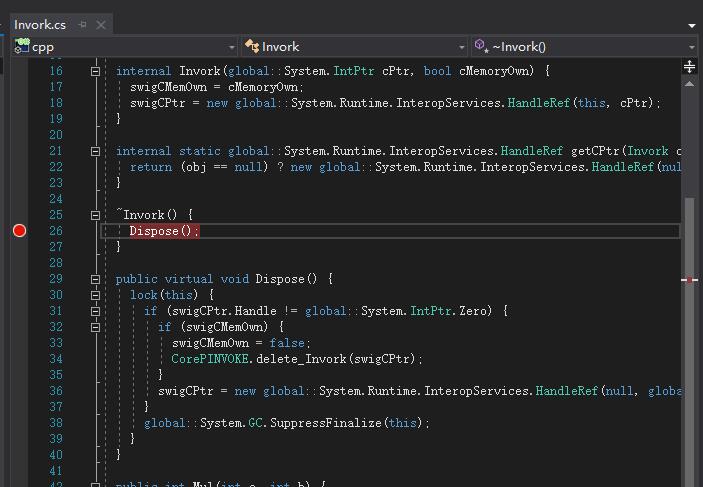 Invork.cs
cpp
Invork
~Invork()
16 internal Invork(global::System.IntPtr cPtr, bool cMemoryOwn) {
17 swigCMemOwn = cMemoryOwn;
18 swigCPtr = new global::System.Runtime.InteropServices.HandleRef(this, cPtr);
19 }
20
21 internal static global::System.Runtime.InteropServices.HandleRef getCPtr(Invork
22 return (obj == null) ? new global::System.Runtime.InteropServices.HandleRef(nul
23 }
24
25 ~Invork() {
26 Dispose();
27 }
28
29 public virtual void Dispose() {
30 lock(this) {
31 if (swigCPtr.Handle != global::System.IntPtr.Zero) {
32 if (swigCMemOwn) {
33 swigCMemOwn = false;
34 CorePINVOKE.delete_Invork(swigCPtr);
35 }
36 swigCPtr = new global::System.Runtime.InteropServices.HandleRef(null, globa
37 }
38 global::System.GC.SuppressFinalize(this);
39 }
40 }
41